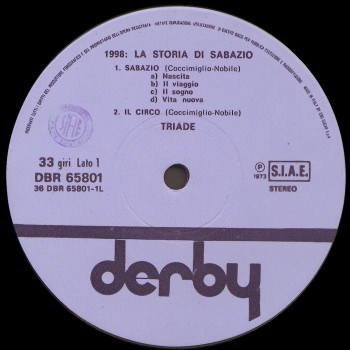 1998: LA STORIA DI SABAZIO
1. SABAZIO (Coccimiglio-Nobile)
a) Nascita
b) Il viaggio
c) Il sogno
d) Vita nuova
2. IL CIRCO (Coccimiglio-Nobile)
TRIADE
33 giri Lato 1
DBR 65801
36 DBR 65801-1L
P
1973
S.I.A.E.
STEREO
derby